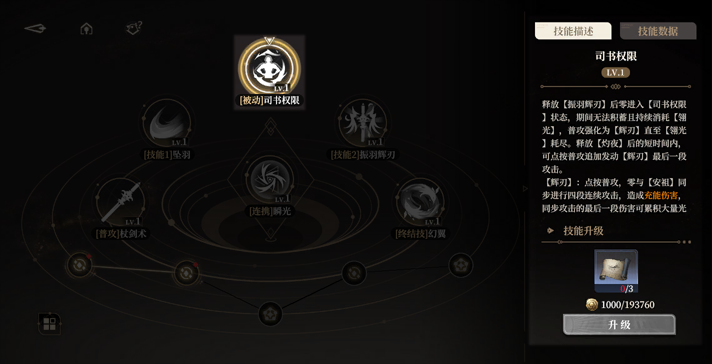 技能描述
技能数据
司书权限
LV.1
释放【振羽辉刃】后零进入【司书权限
】状态，期间无法积蓄且持续消耗【翎
光】，普攻强化为【辉刃】直至【翎光
】耗尽。释放【灼夜】后的短时间内，
可点按普攻追加发动【辉刃】最后一段
攻击。
【辉刃】：点按普攻，零与【安祖】同
步进行四段连续攻击，造成充能伤害，
同步攻击的最后一段伤害可累积大量光
技能升级
0/3
1000/193760
升级
LV.1
[被动]司书权限
LV.1
[技能1]坠羽
LV.1
[技能2]振羽辉刃
LV.1
[连携]瞬光
LV.1
[普攻]杖剑术
LV.1
[终结技]幻翼